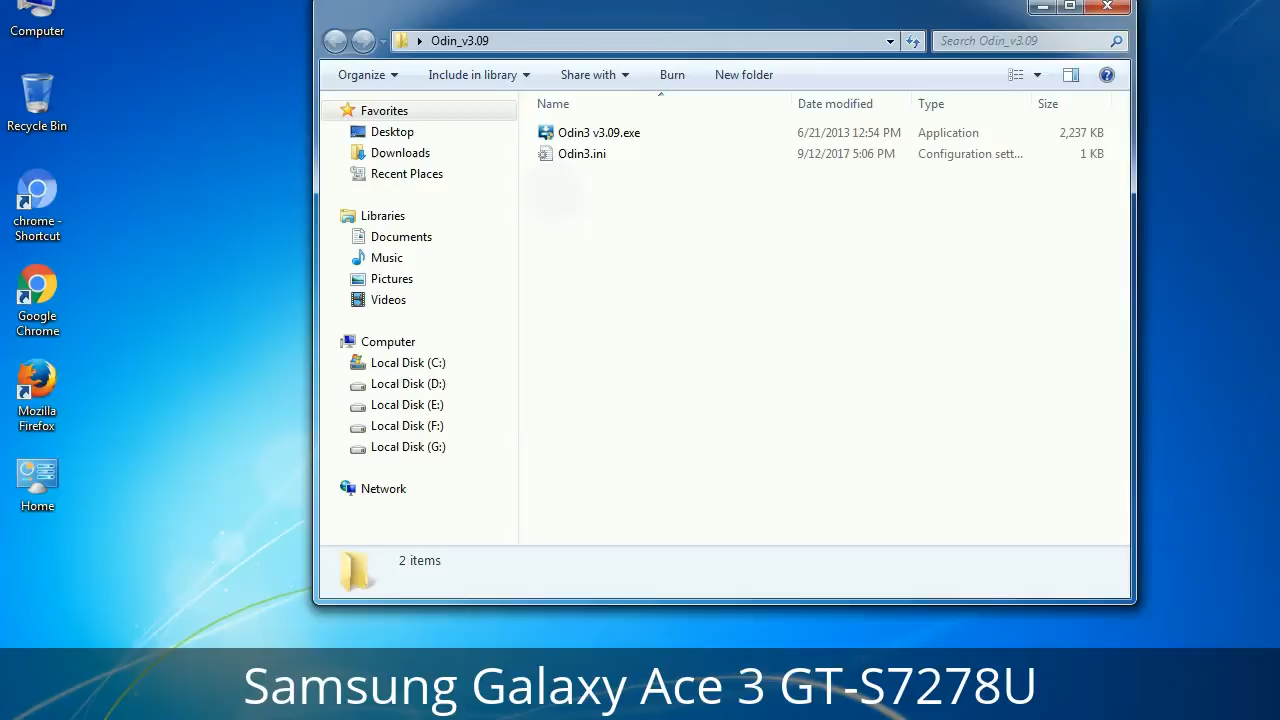 Computer
Recycle Bin
chrome -
Shortcut
Google
Chrome
Mozilla
Firefox
Home
Odin_v3.09
Search Odin_v3.09
Organize
Include in library
Share with
Burn
New folder
Favorites
Desktop
Downloads
Recent Places
Libraries
Documents
Music
Pictures
Videos
Computer
Local Disk (C:)
Local Disk (D:)
Local Disk (E:)
Local Disk (F:)
Local Disk (G:)
Network
Name Date modified Type Size
Odin3 v3.09.exe 6/21/2013 12:54 PM Application 2,237 KB
Odin3.ini 9/12/2017 5:06 PM Configuration sett... 1 KB
2 items
Samsung Galaxy Ace 3 GT-S7278U